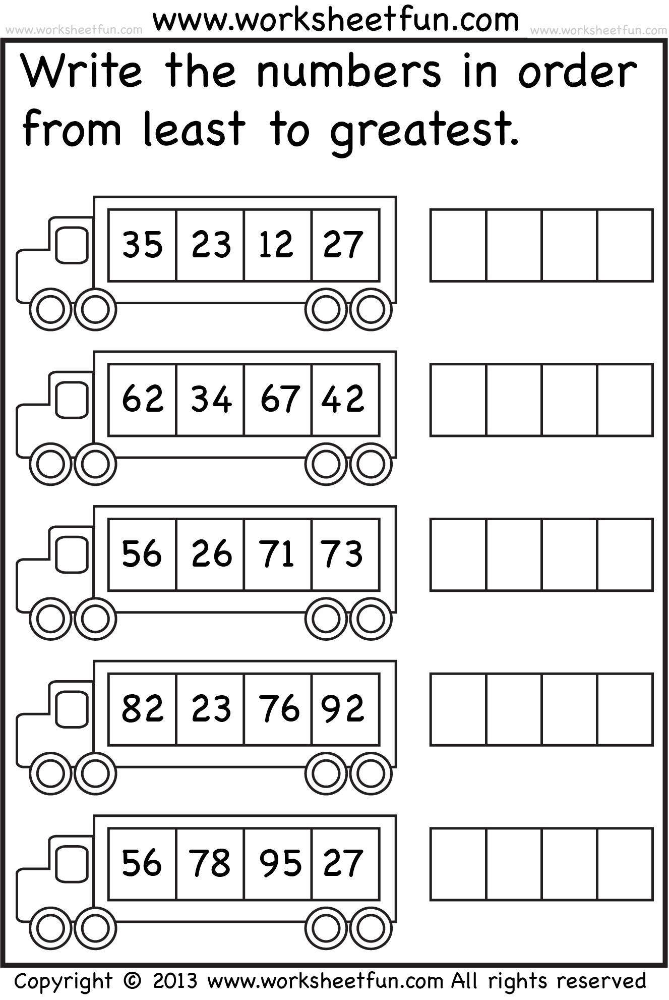 www.worksheetfun.com www.worksheetfun.com www.worksheetfun.com
Write the numbers in order
from least to greatest.
35 23 12 27
62 34 67 42
56 26 71 73
82 23 76 92
56 78 95 27
Copyright © 2013 www.worksheetfun.com All rights reserved